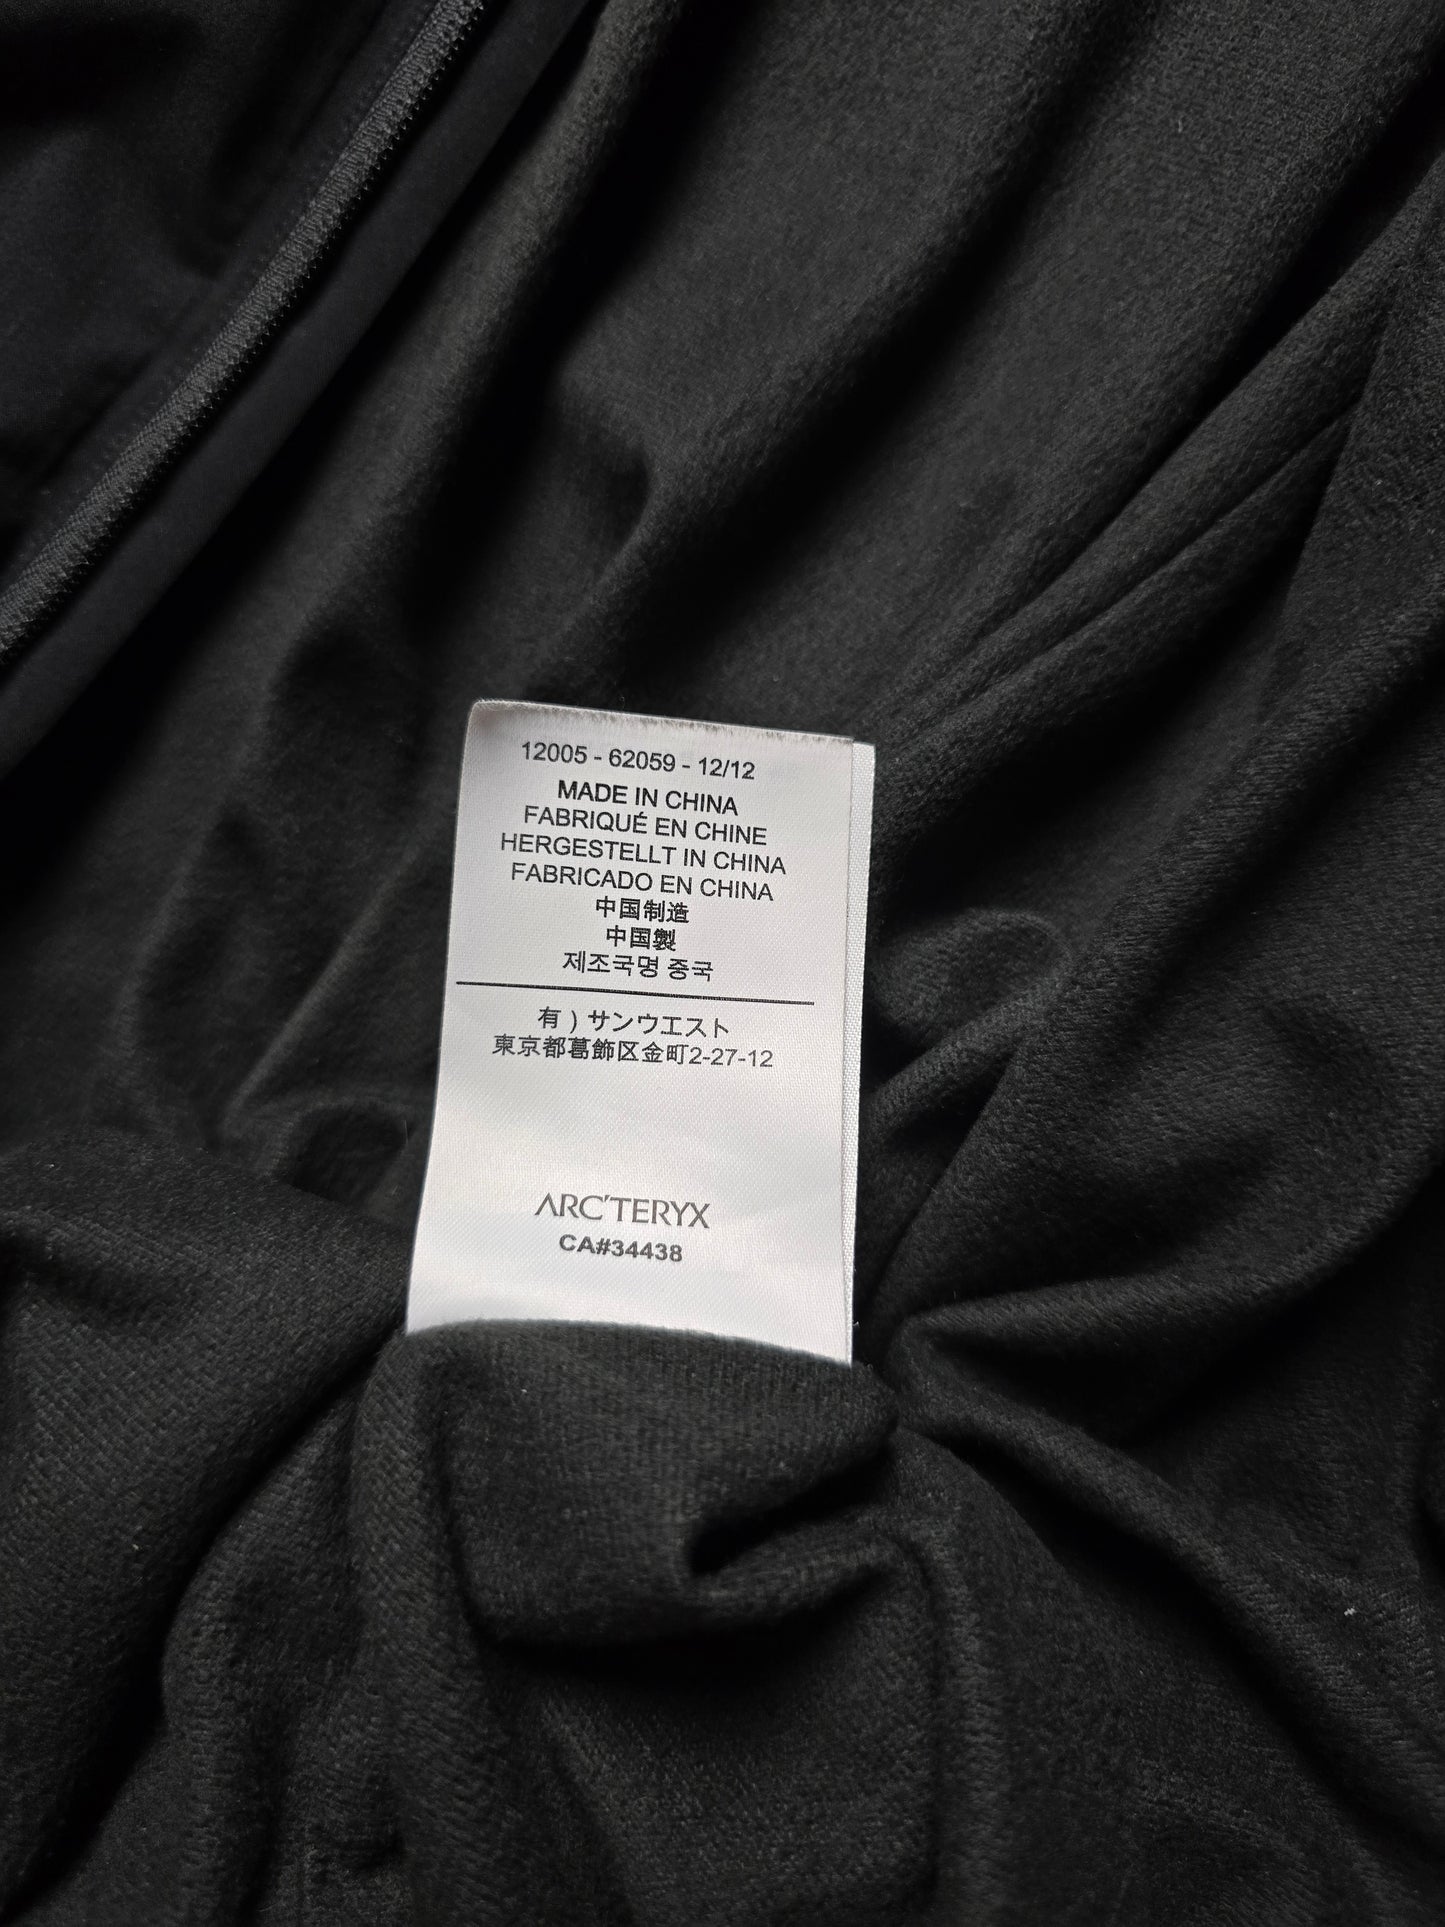 12005 - 62059 - 12/12
MADE IN CHINA
FABRIQUÉ EN CHINE
HERGESTELLT IN CHINA
FABRICADO EN CHINA
中国制造
中国製
제조국명 중국
有）サンウエスト
東京都葛飾区金町2-27-12
ARC'TERYX
CA#34438